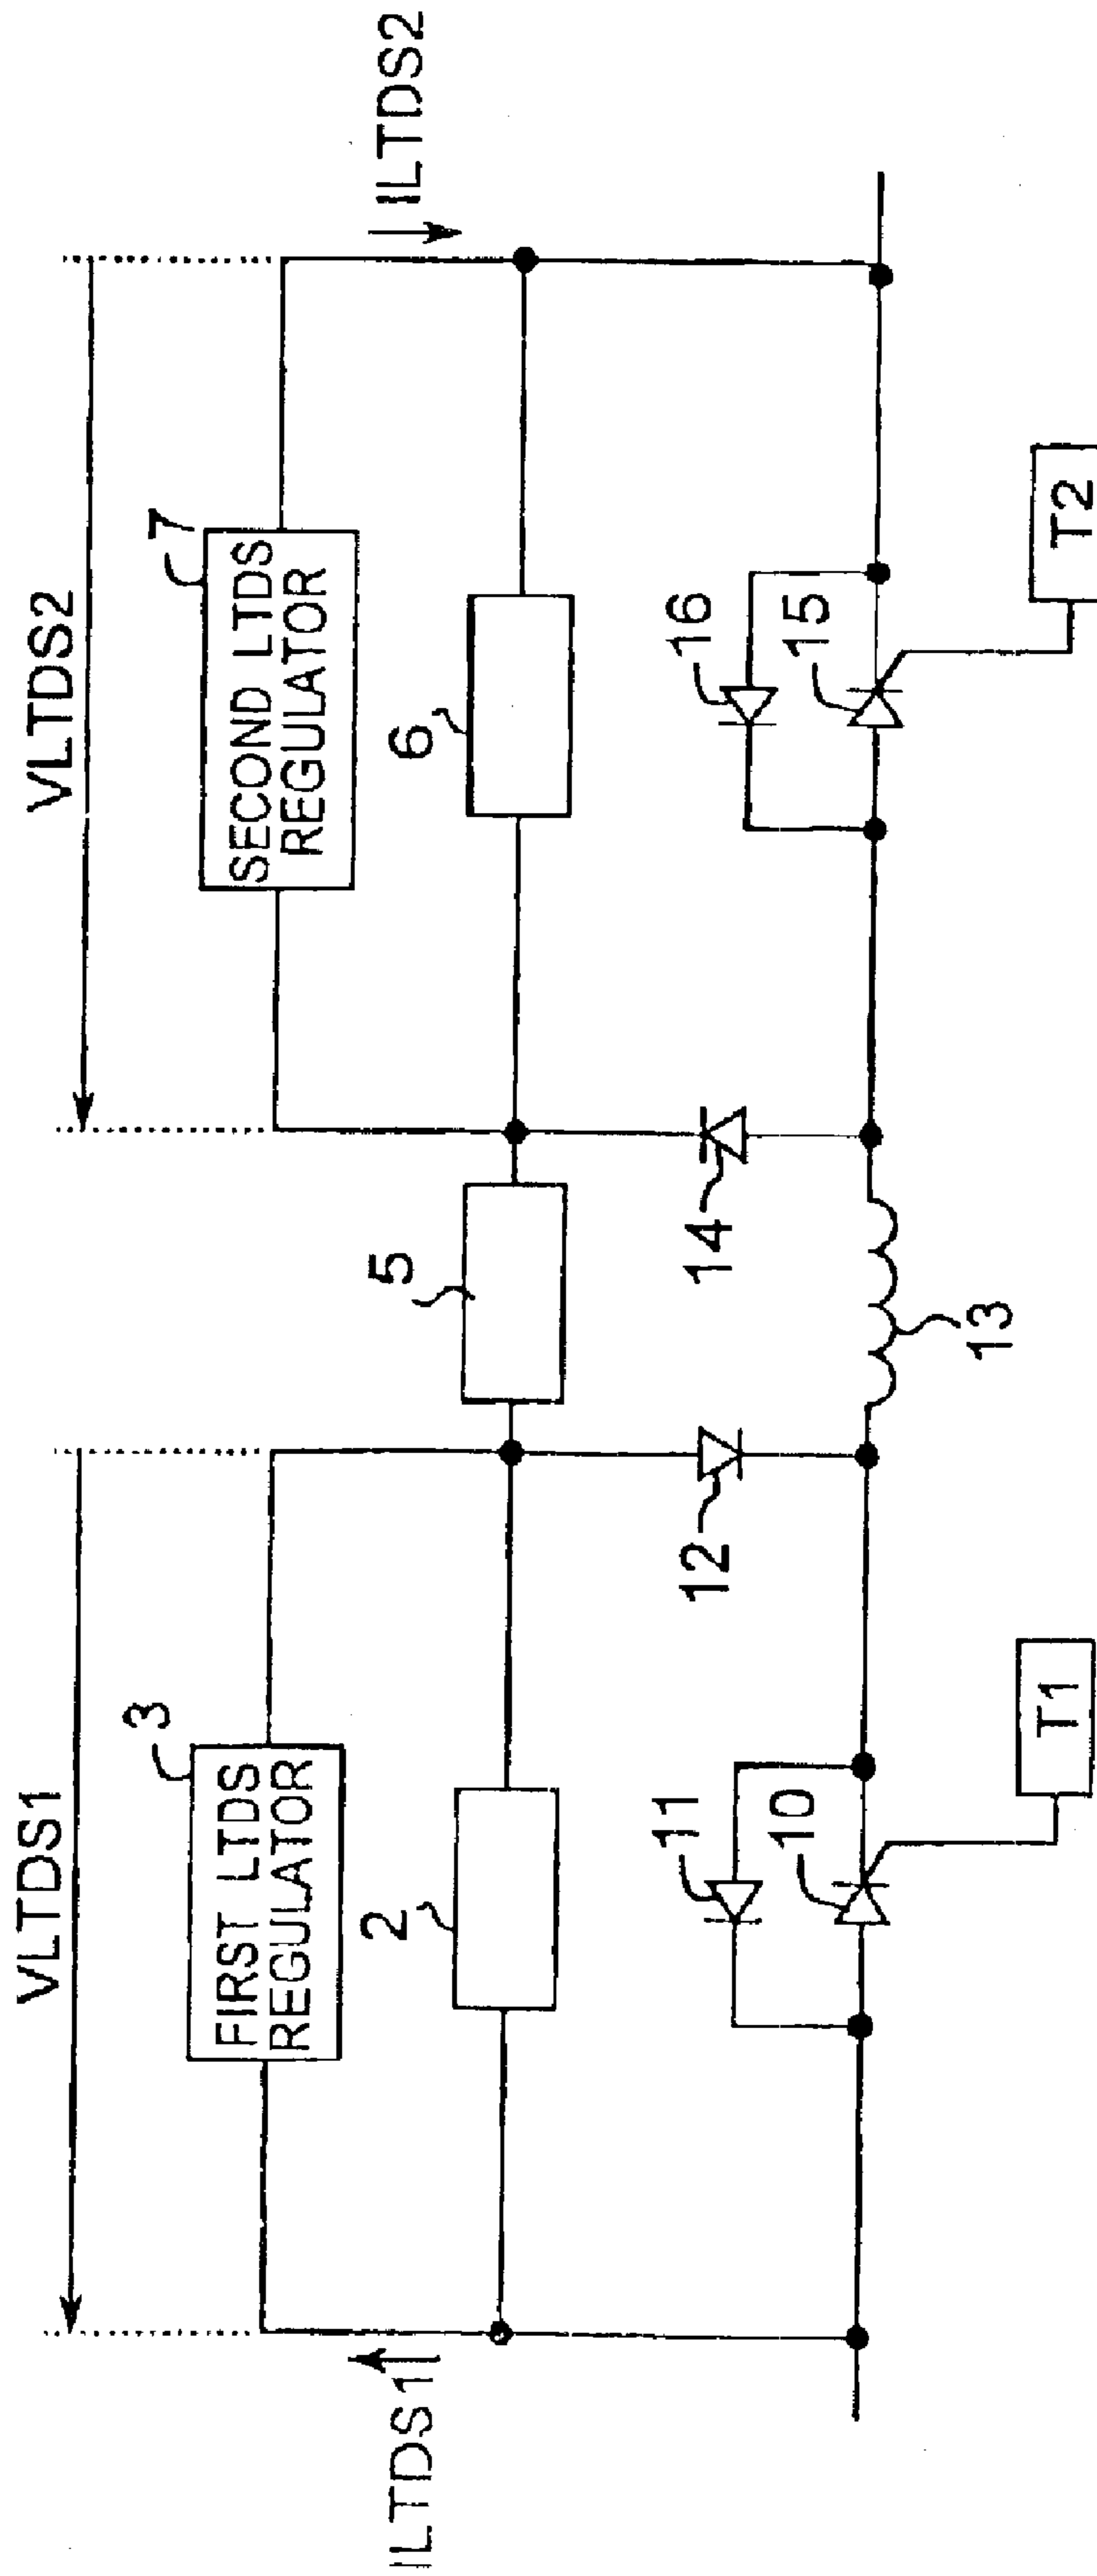 VLTDS1
VLTDS2
3
FIRST LTDS
REGULATOR
7
SECOND LTDS
REGULATOR
ILTDS1
2
5
6
ILTDS2
11
10
12
14
13
16
15
T1
T2